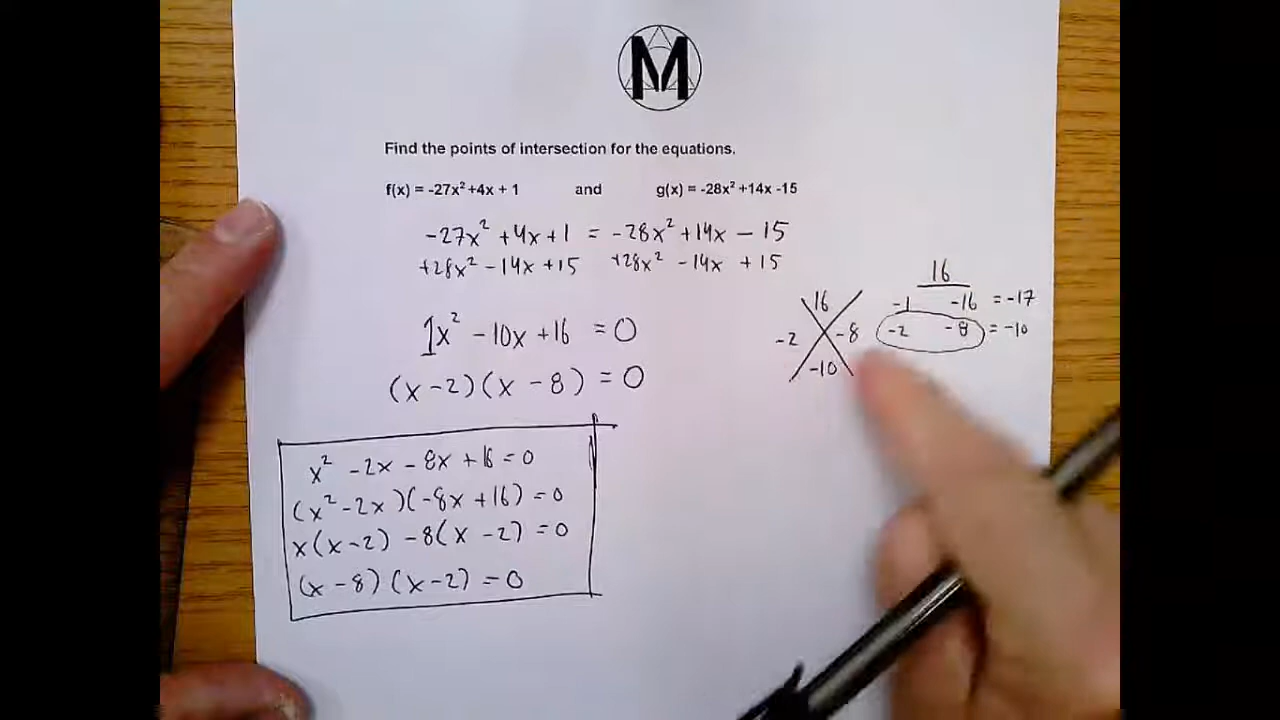 M
Find the points of intersection for the equations.
f(x) = -27x² +4x + 1 and g(x) = -28x² +14x -15
-27x² +4x +1 = -28x² +14x - 15
+28x² -14x +15 +28x² -14x +15
1x² -10x +16 = 0
(x -2)(x -8) = 0
x² -2x -8x +16 = 0
(x² -2x)(-8x +16) = 0
x(x -2) -8(x -2) = 0
(x -8)(x -2) = 0
16
-2 -8
-10
16
-1 -16 = -17
-2 -8 = -10